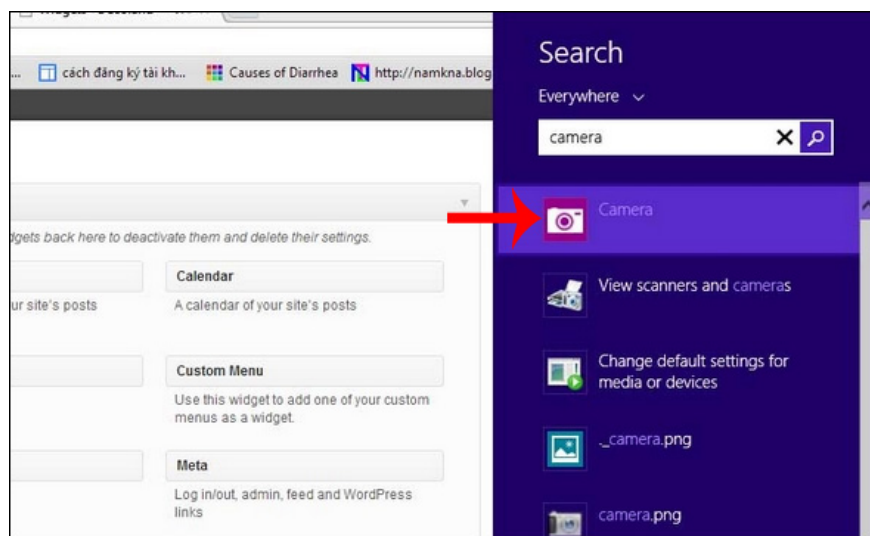 ... cách đăng ký tài kh... Causes of Diarrhea http://namkna.blog
dgets back here to deactivate them and delete their settings.
Calendar
ur site's posts
A calendar of your site's posts
Custom Menu
Use this widget to add one of your custom
menus as a widget.
Meta
Log in/out, admin, feed and WordPress
links
Search
Everywhere
camera
Camera
View scanners and cameras
Change default settings for
media or devices
._camera.png
camera.png